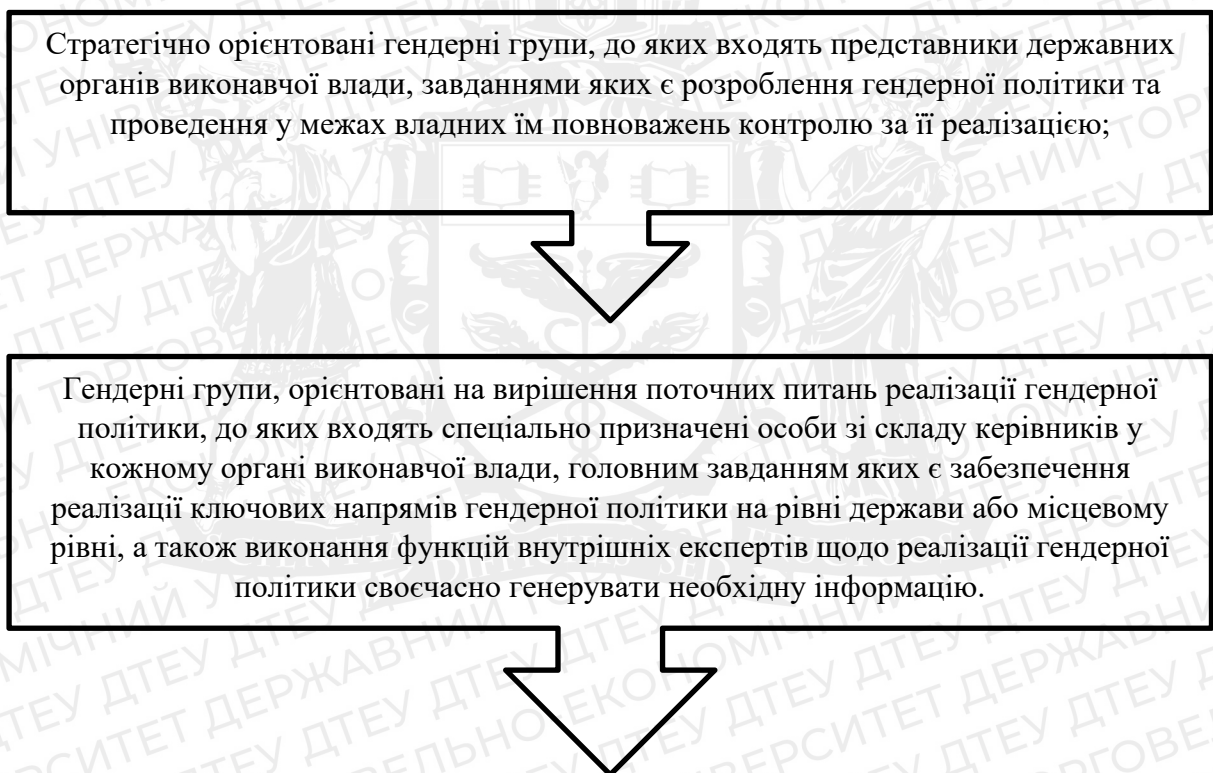 Стратегічно орієнтовані гендерні групи, до яких входять представники державних
органів виконавчої влади, завданнями яких є розроблення гендерної політики та
проведення у межах владних їм повноважень контролю за її реалізацією;
Гендерні групи, орієнтовані на вирішення поточних питань реалізації гендерної
політики, до яких входять спеціально призначені особи зі складу керівників у
кожному органі виконавчої влади, головним завданням яких є забезпечення
реалізації ключових напрямів гендерної політики на рівні держави або місцевому
рівні, а також виконання функцій внутрішніх експертів щодо реалізації гендерної
політики своєчасно генерувати необхідну інформацію.